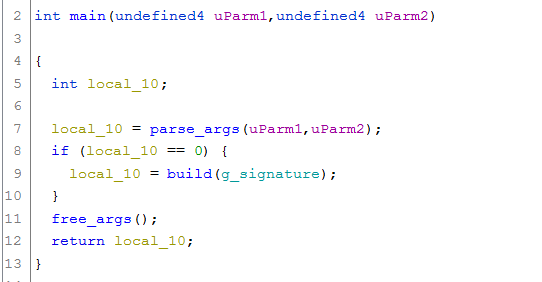 2 int main(undefined4 uParm1,undefined4 uParm2)
3
4 {
5   int local_10;
6
7   local_10 = parse_args(uParm1,uParm2);
8   if (local_10 == 0) {
9     local_10 = build(g_signature);
10   }
11   free_args();
12   return local_10;
13 }